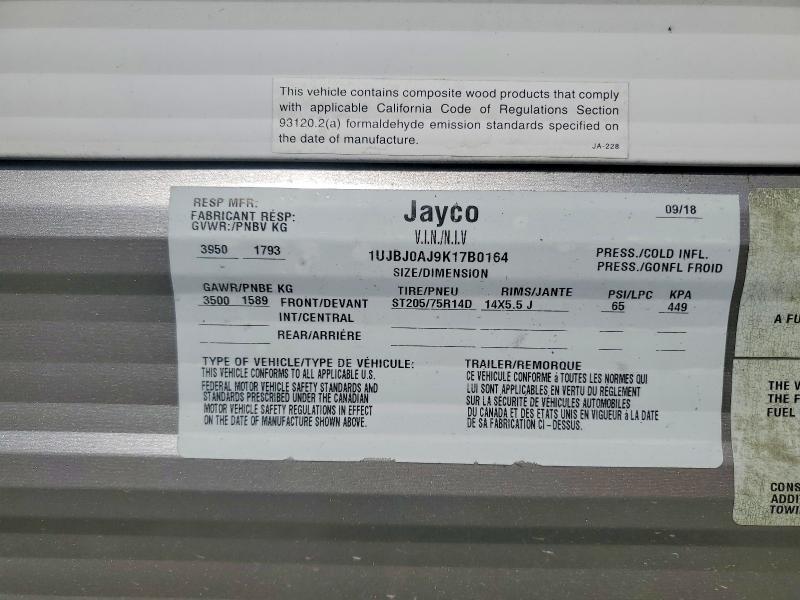 This vehicle contains composite wood products that comply
with applicable California Code of Regulations Section
93120.2(a) formaldehyde emission standards specified on
the date of manufacture.
JA-228
RESP MFR:
FABRICANT RESP:
GVWR:/PNBV KG
Jayco
09/18
V.I.N./N.I.V
3950 1793
1UJBJ0AJ9K17B0164
PRESS./COLD INFL.
PRESS./GONFL FROID
SIZE/DIMENSION
GAWR/PNBE KG TIRE/PNEU RIMS/JANTE PSI/LPC KPA
3500 1589 FRONT/DEVANT ST205/75R14D 14X5.5 J 65 449
INT/CENTRAL
REAR/ARRIÉRE
TYPE OF VEHICLE/TYPE DE VÉHICULE: TRAILER/REMORQUE
THIS VEHICLE CONFORMS TO ALL APPLICABLE U.S.
FEDERAL MOTOR VEHICLE SAFETY STANDARDS AND
STANDARDS PRESCRIBED UNDER THE CANADIAN
MOTOR VEHICLE SAFETY REGULATIONS IN EFFECT
ON THE DATE OF MANUFACTURE SHOWN ABOVE.
CE VÉHICULE CONFORME à TOUTES LES NORMES QUI
LUI SONT APPLICABLES EN VERTU DU RÈGLEMENT
SUR LA SÉCURITÉ DE VÉHICULES AUTOMOBILES
DU CANADA ET DES ETATS UNIS EN VIGUEUR à LA DATE
DE SA FABRICATION CI - DESSUS.
A FU
THE V
THE F
FUEL
CONS
ADDI
TOWI